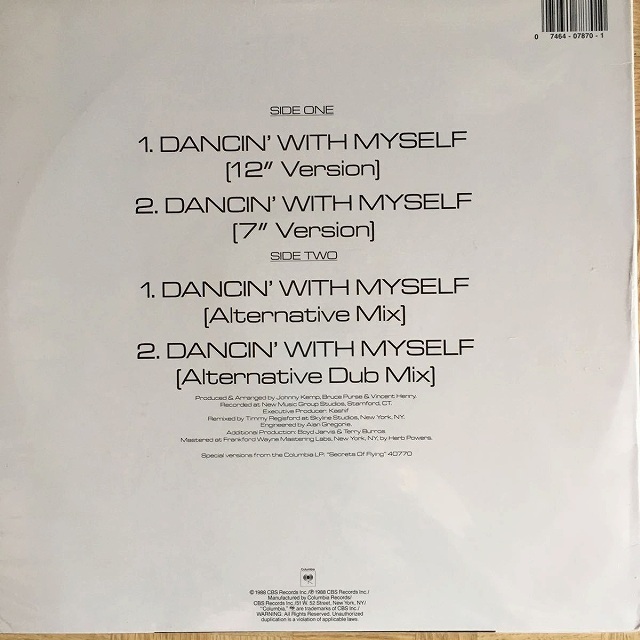 0 7464 - 07870 - 1
SIDE ONE
1. DANCIN' WITH MYSELF
[12" Version]
2. DANCIN' WITH MYSELF
[7" Version]
SIDE TWO
1. DANCIN' WITH MYSELF
[Alternative Mix]
2. DANCIN' WITH MYSELF
[Alternative Dub Mix]
Produced & Arranged by Johnny Kemp, Bruce Purse & Vincent Henry.
Recorded at New Music Group Studios, Stamford, CT.
Executive Producer: Kashif
Remixed by Timmy Regisford at Skyline Studios, New York, NY.
Engineered by Alan Gregorie.
Additional Production: Boyd Jarvis & Terry Burrus.
Mastered at Frankford Wayne Mastering Labs, New York, NY, by Herb Powers.
Special versions from the Columbia LP: "Secrets Of Flying" 40770
Columbia
© 1988 CBS Records Inc./℗ 1988 CBS Records Inc./
Manufactured by Columbia Records/
CBS Records Inc./51 W. 52 Street, New York, NY/
"Columbia," are trademarks of CBS Inc.
WARNING: All Rights Reserved. Unauthorized
duplication is a violation of applicable laws.